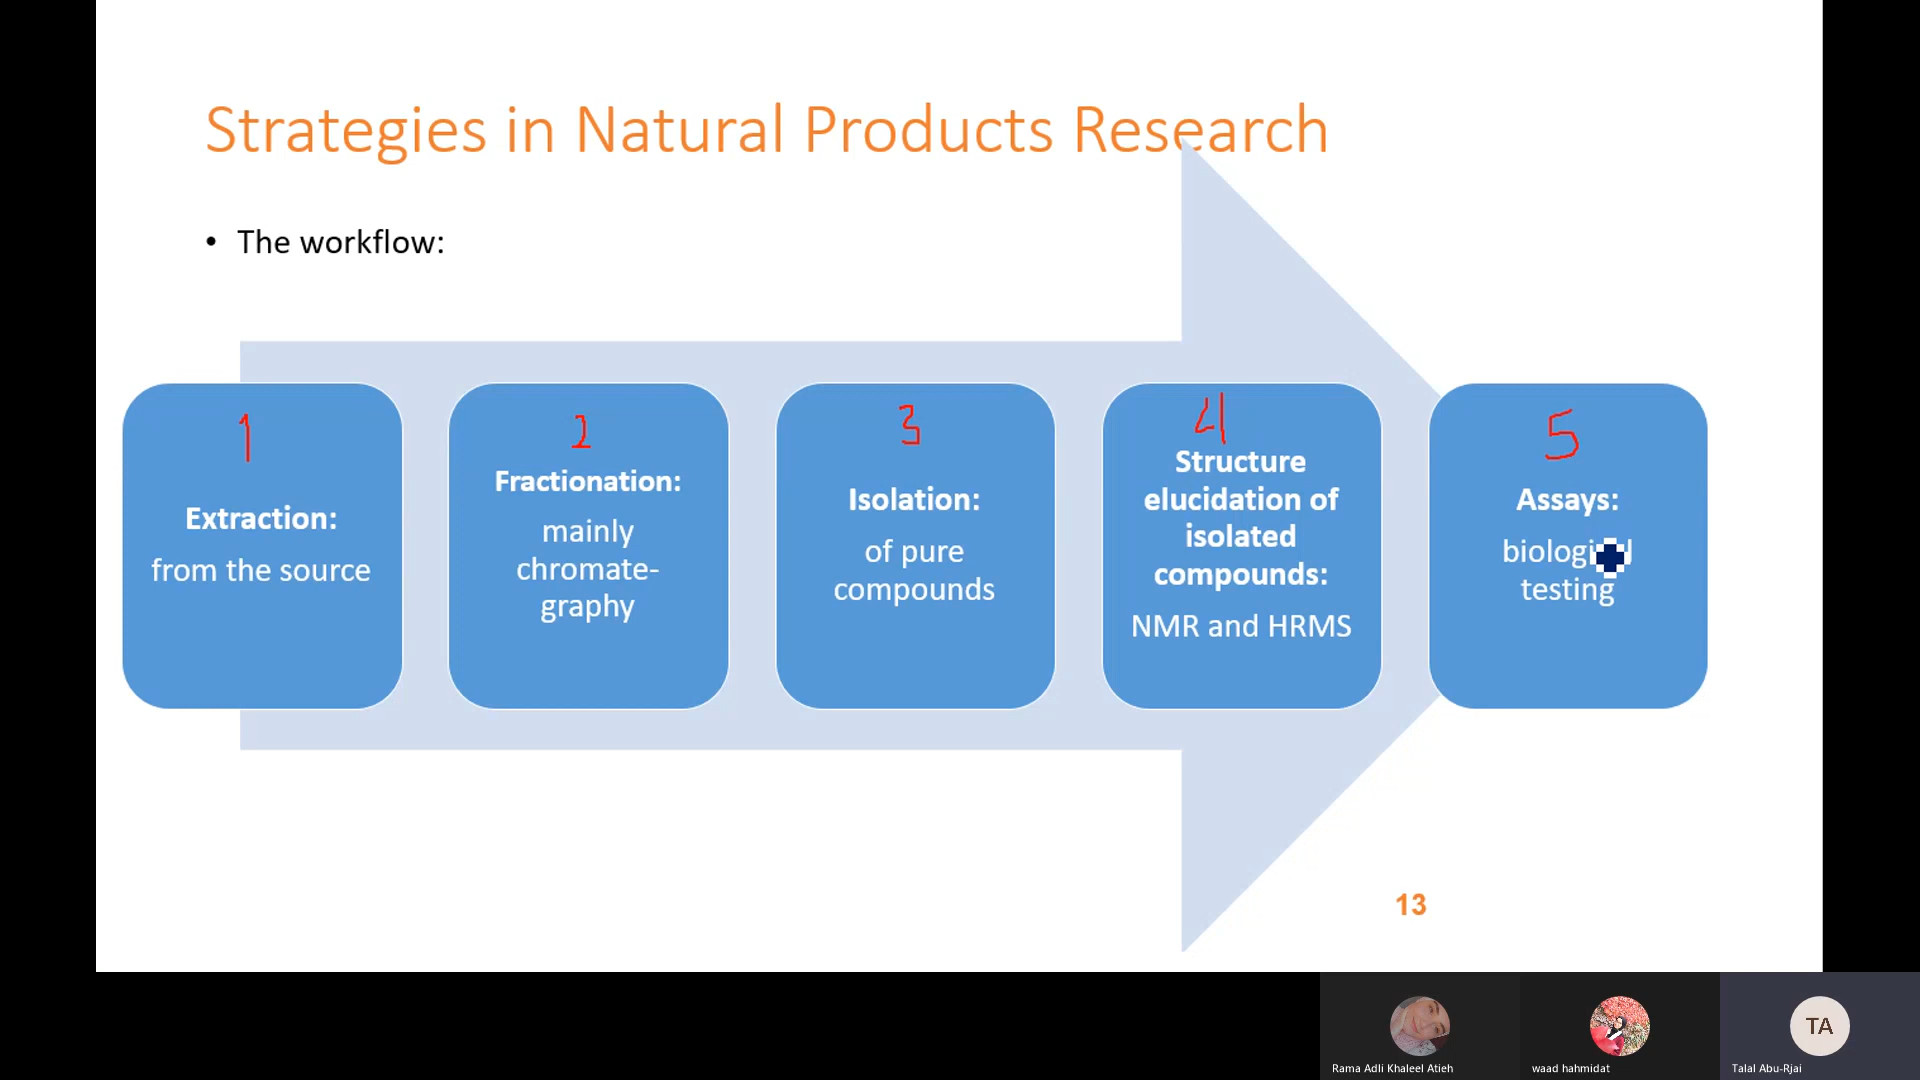 Strategies in Natural Products Research
• The workflow:
1
Extraction:
from the source
2
Fractionation:
mainly
chromate-
graphy
3
Isolation:
of pure
compounds
4
Structure
elucidation of
isolated
compounds:
NMR and HRMS
5
Assays:
testing
13
TA
Rama Adli Khaleel Atieh
waad hahmidat
Talal Abu-Rjai